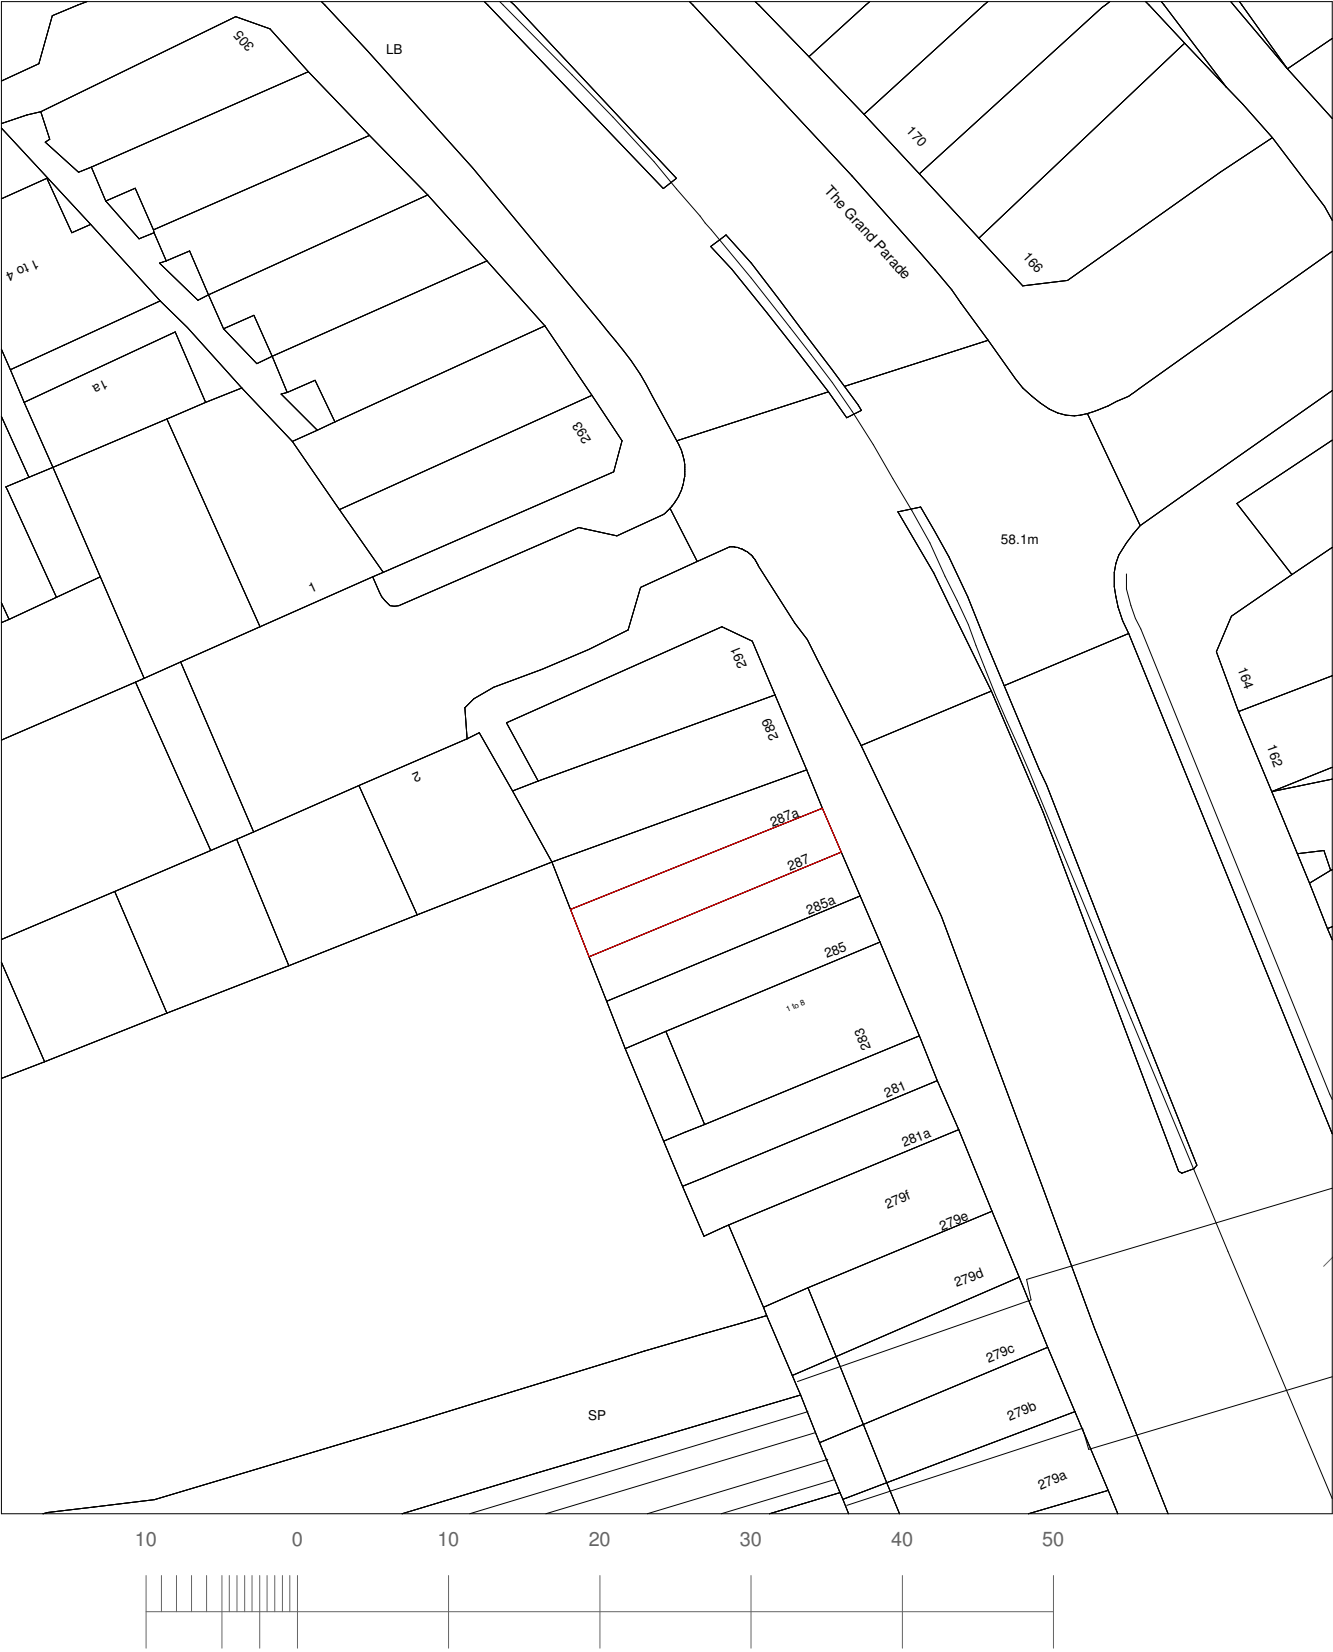 305
LB
170
The Grand Parade
166
1 to 4
1a
293
58.1m
1
291
164
289
162
2
287a
287
285a
285
1 to 8
283
281
281a
279f
279e
279d
279c
279b
SP
279a
10 0 10 20 30 40 50